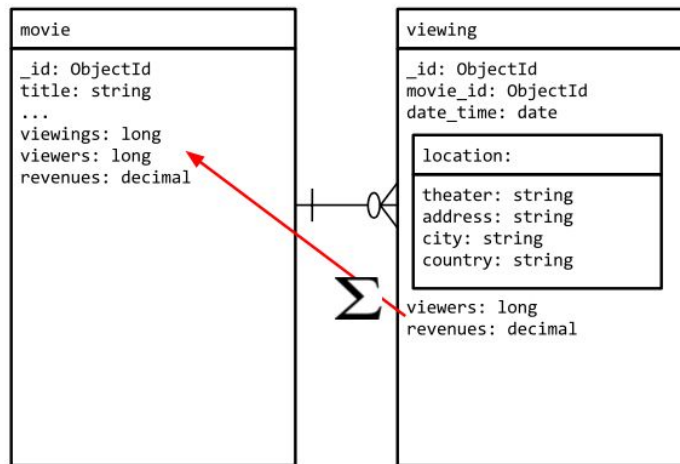 movie
_id: ObjectId
title: string
...
viewings: long
viewers: long
revenues: decimal
viewing
_id: ObjectId
movie_id: ObjectId
date_time: date
location:
theater: string
address: string
city: string
country: string
viewers: long
revenues: decimal
Σ